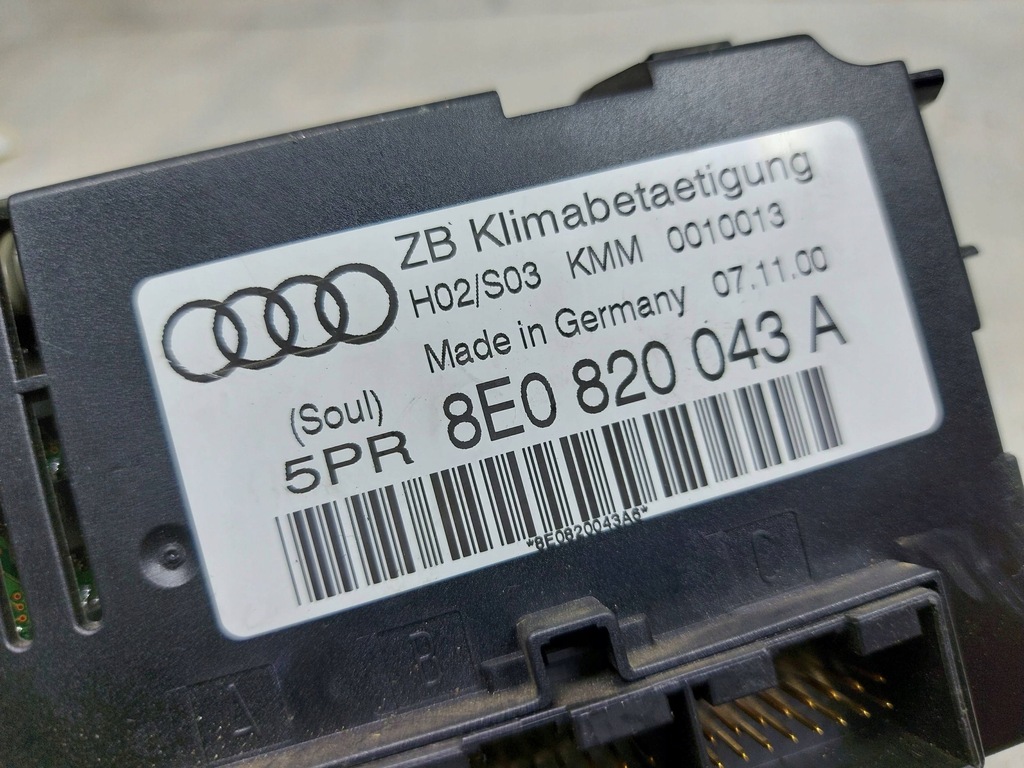 ZB Klimabetaetigung
H02/S03 KMM 0010013
Made in Germany 07.11.00
(Soul)
5PR 8E0 820 043 A
*8E0820043A6*
A B C